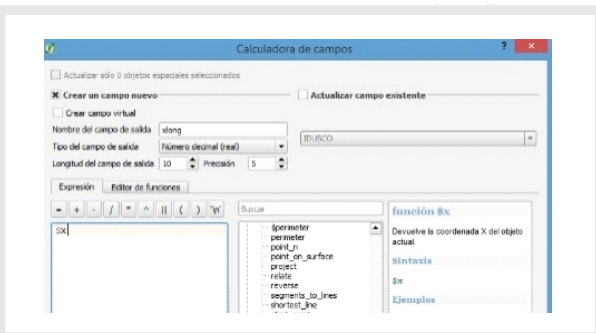 Calculadora de campos
Actualizar sólo 0 objetos espaciales seleccionados
Crear un campo nuevo
Actualizar campo existente
Crear campo virtual
Nombre del campo de salida xlong
IDUSCO
Tipo del campo de salida Número decimal (real)
Longitud del campo de salida 10 Precisión 5
Expresión Editor de funciones
= + - / * ^ || ( ) '\n' Buscar
función $x
$x
$perimeter
perimeter
point_n
point_on_surface
project
relate
reverse
segments_to_lines
shortest_line
Devuelve la coordenada X del objeto
actual.
Sintaxis
$x
Ejemplos